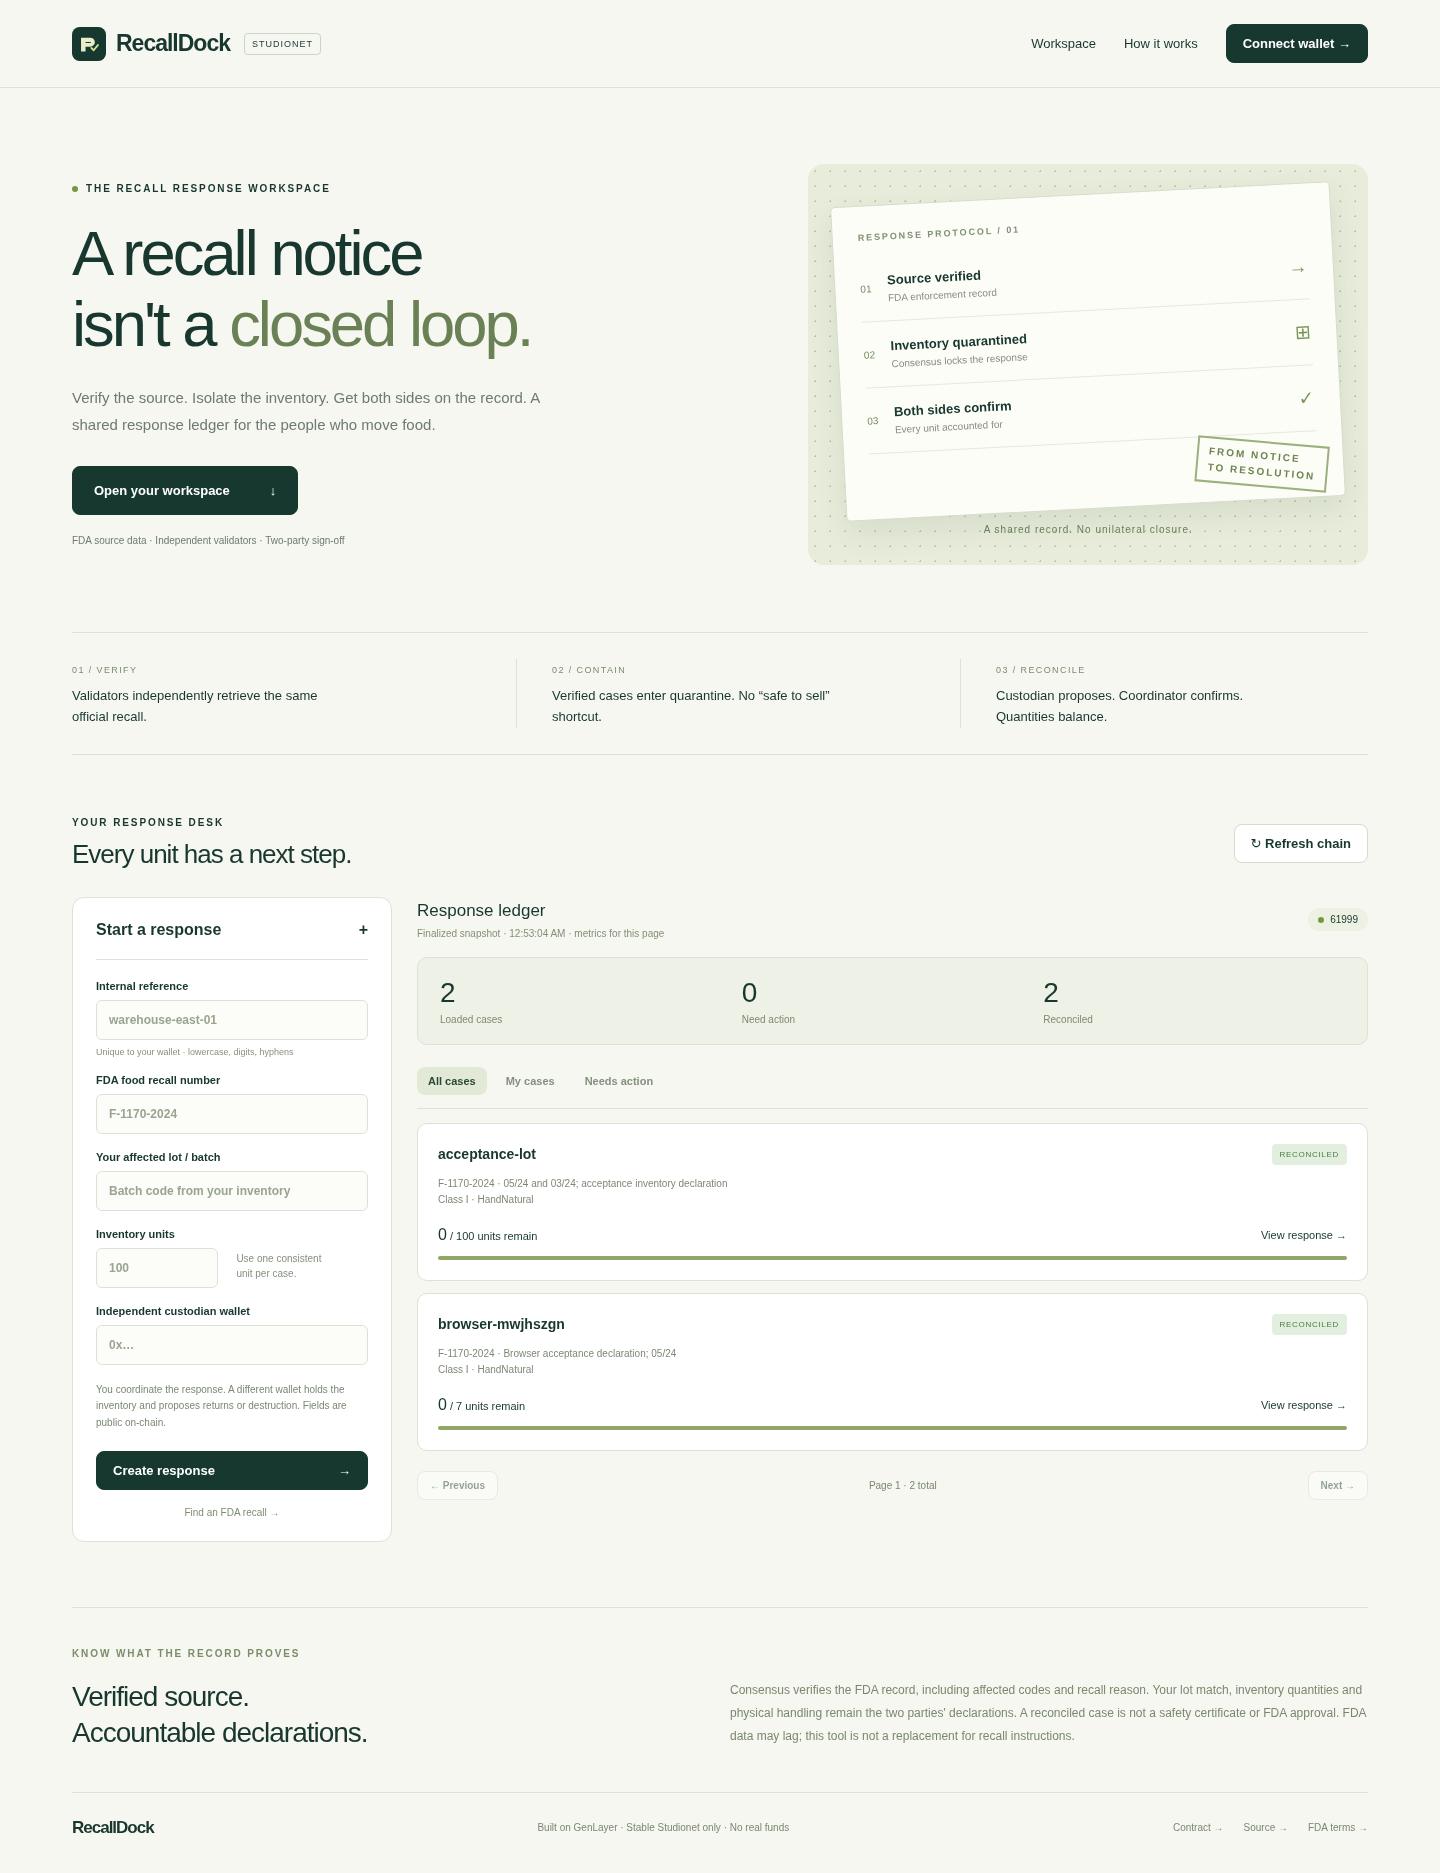 RecallDock
STUDIONET
Workspace
How it works
Connect wallet →
THE RECALL RESPONSE WORKSPACE
A recall notice
isn't a closed loop.
Verify the source. Isolate the inventory. Get both sides on the record. A
shared response ledger for the people who move food.
Open your workspace ↓
FDA source data · Independent validators · Two-party sign-off
RESPONSE PROTOCOL / 01
01
Source verified
FDA enforcement record
→
02
Inventory quarantined
Consensus locks the response
⊞
03
Both sides confirm
Every unit accounted for
✓
FROM NOTICE
TO RESOLUTION
A shared record. No unilateral closure.
01 / VERIFY
Validators independently retrieve the same
official recall.
02 / CONTAIN
Verified cases enter quarantine. No “safe to sell”
shortcut.
03 / RECONCILE
Custodian proposes. Coordinator confirms.
Quantities balance.
YOUR RESPONSE DESK
Every unit has a next step.
↻ Refresh chain
Start a response +
Internal reference
warehouse-east-01
Unique to your wallet · lowercase, digits, hyphens
FDA food recall number
F-1170-2024
Your affected lot / batch
Batch code from your inventory
Inventory units
100
Use one consistent
unit per case.
Independent custodian wallet
0x...
You coordinate the response. A different wallet holds the
inventory and proposes returns or destruction. Fields are
public on-chain.
Create response →
Find an FDA recall →
Response ledger
Finalized snapshot · 12:53:04 AM · metrics for this page
61999
2
Loaded cases
0
Need action
2
Reconciled
All cases
My cases
Needs action
acceptance-lot
RECONCILED
F-1170-2024 · 05/24 and 03/24; acceptance inventory declaration
Class I · HandNatural
0 / 100 units remain
View response →
browser-mwjhszgn
RECONCILED
F-1170-2024 · Browser acceptance declaration; 05/24
Class I · HandNatural
0 / 7 units remain
View response →
← Previous
Page 1 · 2 total
Next →
KNOW WHAT THE RECORD PROVES
Verified source.
Accountable declarations.
Consensus verifies the FDA record, including affected codes and recall reason. Your lot match, inventory quantities and
physical handling remain the two parties' declarations. A reconciled case is not a safety certificate or FDA approval. FDA
data may lag; this tool is not a replacement for recall instructions.
RecallDock
Built on GenLayer · Stable Studionet only · No real funds
Contract →
Source →
FDA terms →